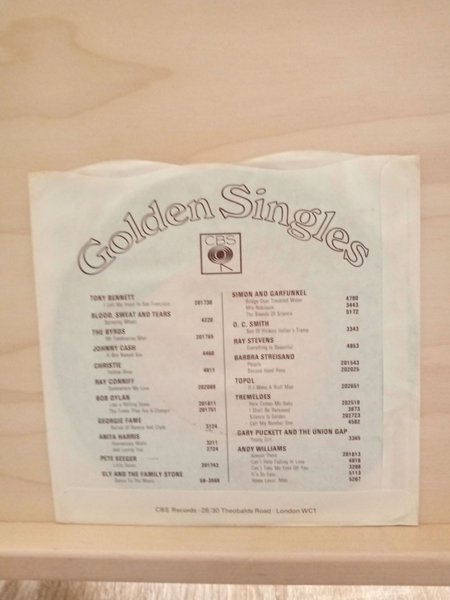 Golden Singles
CBS
TONY BENNETT
I Left My Heart In San Francisco 201730
BLOOD, SWEAT AND TEARS
Spinning Wheel 4220
THE BYRDS
Mr Tambourine Man 201765
JOHNNY CASH
A Boy Named Sue 4460
CHRISTIE
Yellow River 4911
RAY CONNIFF
Somewhere My Love
BOB DYLAN
Like a Rolling Stone 201811
The Times They Are A-Changin' 201751
GEORGIE FAME
Ballad Of Bonnie And Clyde 3124
ANITA HARRIS
Anniversary Waltz 3211
Just Loving You 2724
PETE SEEGER
Little Boxes 201743
SLY AND THE FAMILY STONE
Dance To The Music
SIMON AND GARFUNKEL
Bridge Over Troubled Water 4790
Mrs Robinson 3443
The Sounds Of Silence 5172
O. C. SMITH
Son Of Hickory Holler's Tramp 3343
RAY STEVENS
Everything Is Beautiful 4953
BARBRA STREISAND
People 201543
Second Hand Rose 202025
TOPOL
If I Were A Rich Man 202651
TREMELOES
Here Comes My Baby 202519
I Shall Be Released 3873
Silence Is Golden 202723
(Call Me) Number One 4582
GARY PUCKETT AND THE UNION GAP
Young Girl 3365
ANDY WILLIAMS
Almost There 201813
Can't Help Falling In Love 4818
Can't Take My Eyes Off You 3298
It's So Easy 5113
Home Lovin' Man 5267
CBS Records · 28/30 Theobalds Road · London WC1